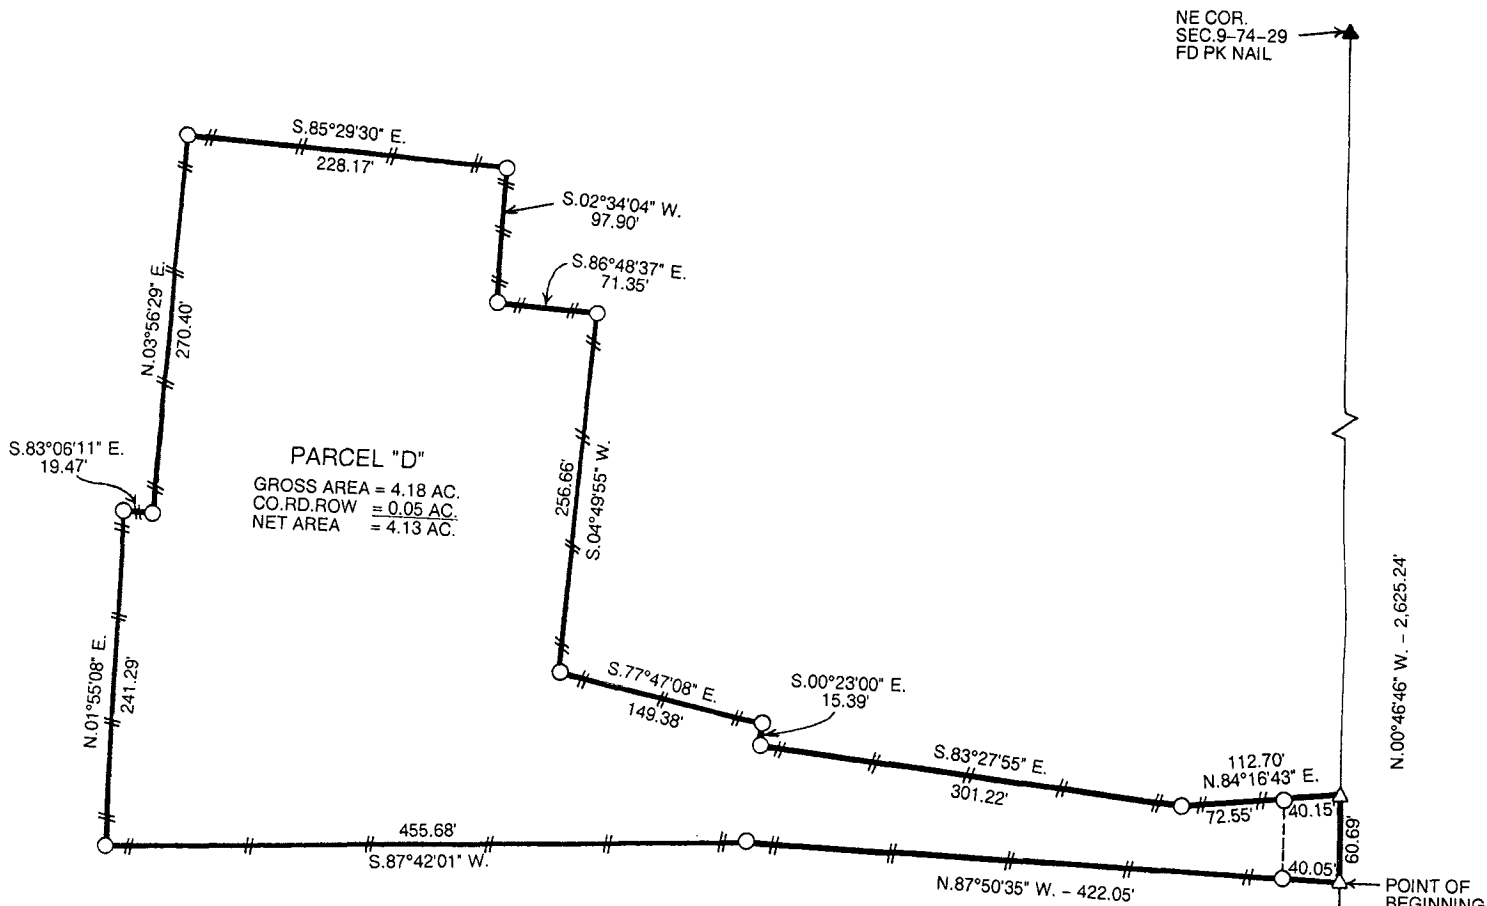 NE COR.
SEC.9-74-29
FD PK NAIL
S.85°29'30" E.
228.17'
S.02°34'04" W.
97.90'
S.86°48'37" E.
71.35'
N.03°56'29" E.
270.40'
S.83°06'11" E.
19.47'
PARCEL "D"
GROSS AREA = 4.18 AC.
CO.RD.ROW = 0.05 AC.
NET AREA = 4.13 AC.
256.66'
S.04°49'55" W.
N.00°46'46" W. - 2,625.24'
N.01°55'08" E.
241.29'
S.77°47'08" E.
149.38'
S.00°23'00" E.
15.39'
S.83°27'55" E.
301.22'
112.70'
N.84°16'43" E.
72.55'
40.15'
60.69'
455.68'
S.87°42'01" W.
N.87°50'35" W. - 422.05'
40.05'
POINT OF
BEGINNING